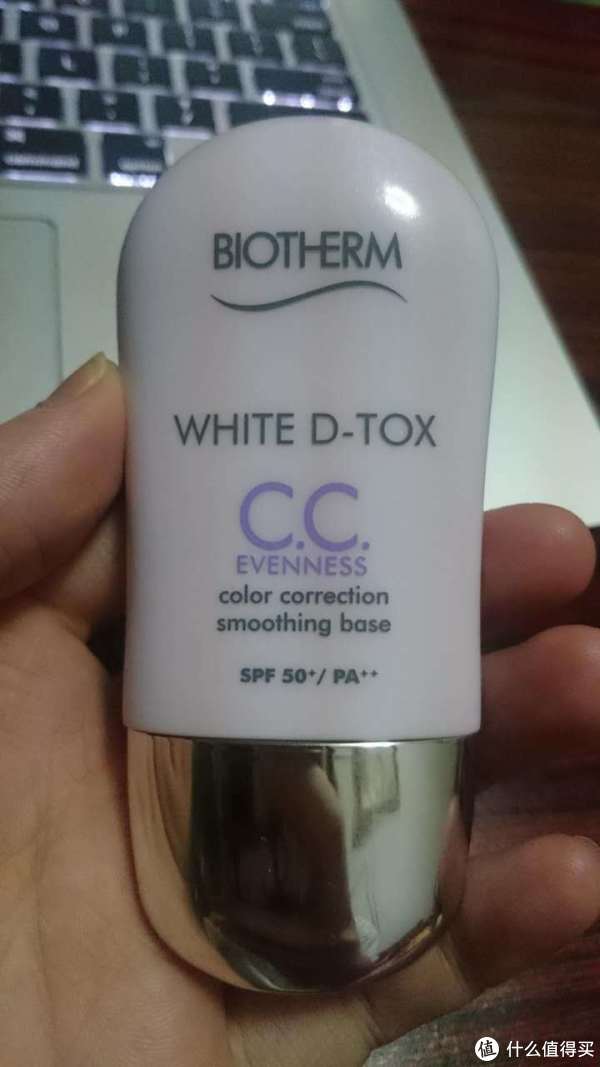 BIOTHERM
WHITE D-TOX
C.C.
EVENNESS
color correction
smoothing base
SPF 50⁺/ PA⁺⁺
值 什么值得买